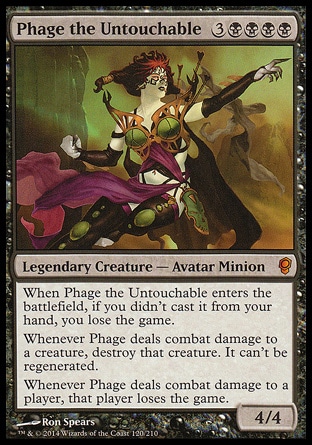 Phage the Untouchable 3
Legendary Creature — Avatar Minion
When Phage the Untouchable enters the
battlefield, if you didn't cast it from your
hand, you lose the game.
Whenever Phage deals combat damage to
a creature, destroy that creature. It can't be
regenerated.
Whenever Phage deals combat damage to a
player, that player loses the game.
Ron Spears
4/4
™ & © 2014 Wizards of the Coast 120/210